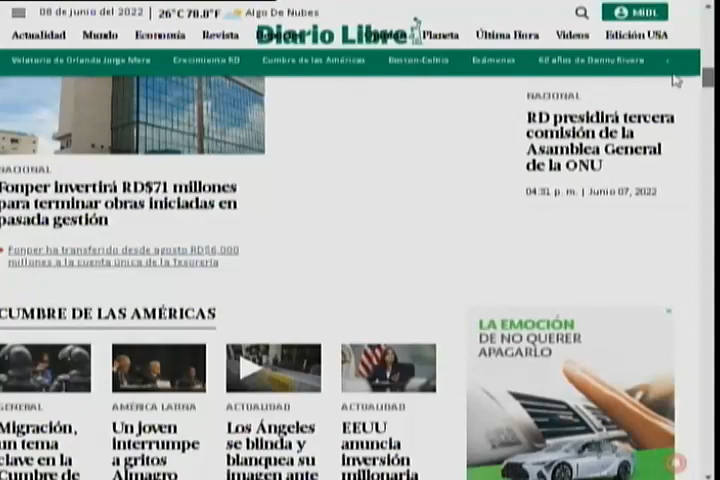 08 de junio del 2022 | 26°C 78.8°F Algo De Nubes
MiDL
Actualidad Mundo Economía Revista Diario Libre Planeta Última Hora Videos Edición USA
Velatorio de Orlando Jorge Mera Crecimiento RD Cumbre de las Américas Boston-Celtics Exámenes 60 años de Danny Rivera
NACIONAL
RD presidirá tercera
comisión de la
Asamblea General
de la ONU
04:31 p. m. | Junio 07, 2022
NACIONAL
Fonper invertirá RD$71 millones
para terminar obras iniciadas en
pasada gestión
Fonper ha transferido desde agosto RD$6,000
millones a la cuenta única de la Tesorería
CUMBRE DE LAS AMÉRICAS
LA EMOCIÓN
DE NO QUERER
APAGARLO
GENERAL
Migración,
un tema
clave en la
Cumbre de
AMÉRICA LATINA
Un joven
interrumpe
a gritos
Almagro
ACTUALIDAD
Los Ángeles
se blinda y
blanquea su
imagen ante
ACTUALIDAD
EEUU
anuncia
inversión
millonaria